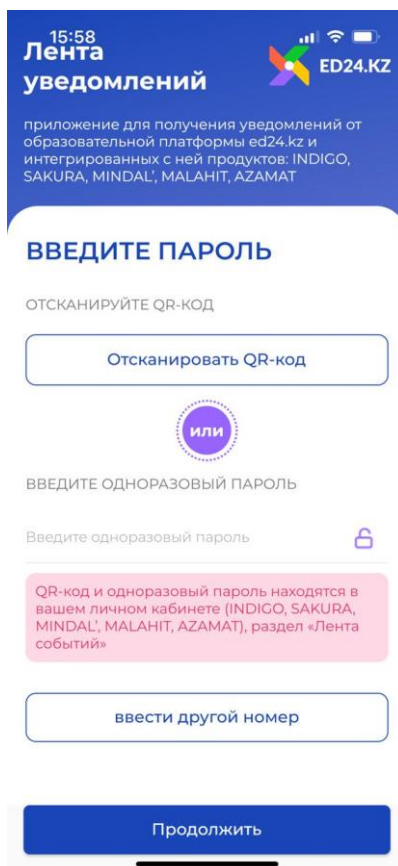 15:58
Лента
уведомлений
ED24.KZ
приложение для получения уведомлений от
образовательной платформы ed24.kz и
интегрированных с ней продуктов: INDIGO,
SAKURA, MINDAL’, MALAHIT, AZAMAT
ВВЕДИТЕ ПАРОЛЬ
ОТСКАНИРУЙТЕ QR-КОД
Отсканировать QR-код
или
ВВЕДИТЕ ОДНОРАЗОВЫЙ ПАРОЛЬ
Введите одноразовый пароль
QR-код и одноразовый пароль находятся в
вашем личном кабинете (INDIGO, SAKURA,
MINDAL’, MALAHIT, AZAMAT), раздел «Лента
событий»
ввести другой номер
Продолжить